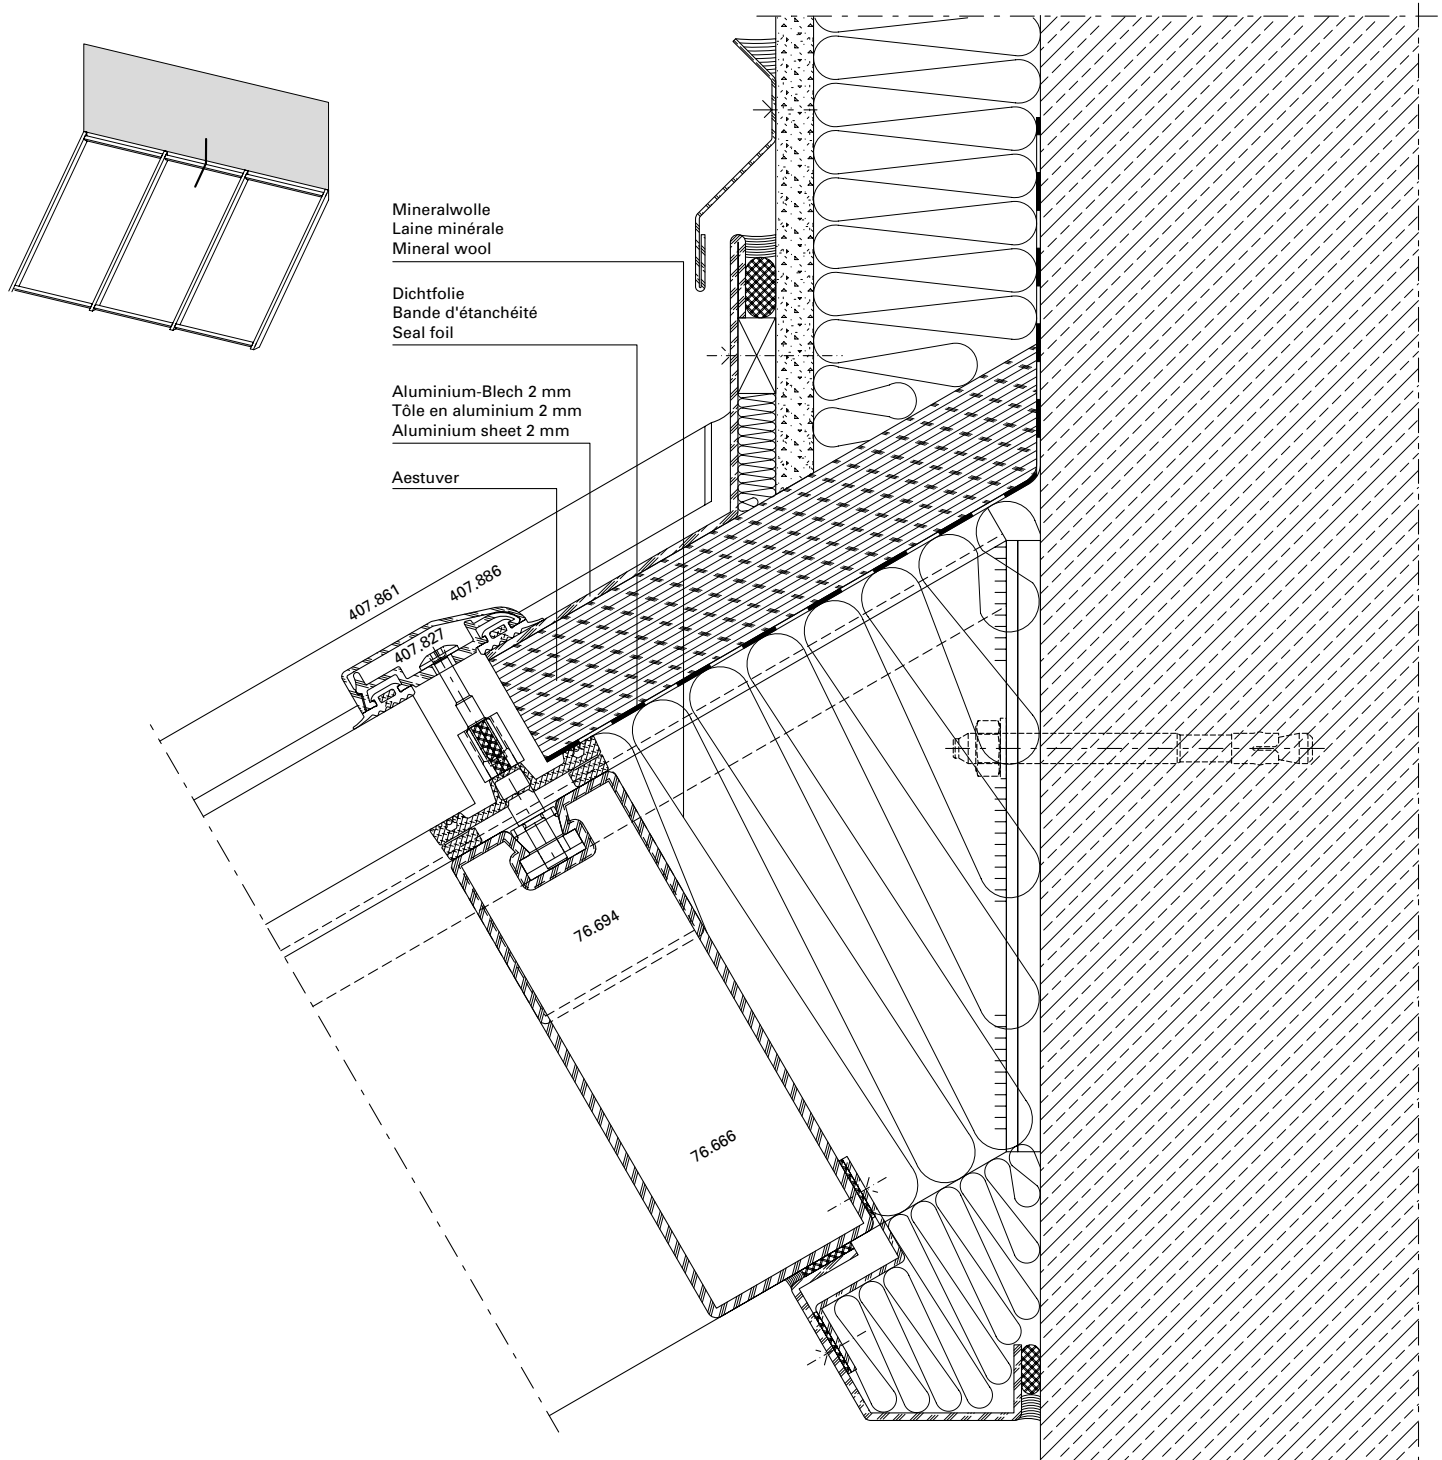 Mineralwolle
Laine minérale
Mineral wool
Dichtfolie
Bande d'étanchéité
Seal foil
Aluminium-Blech 2 mm
Tôle en aluminium 2 mm
Aluminium sheet 2 mm
Aestuver
407.861
407.886
407.827
76.694
76.666